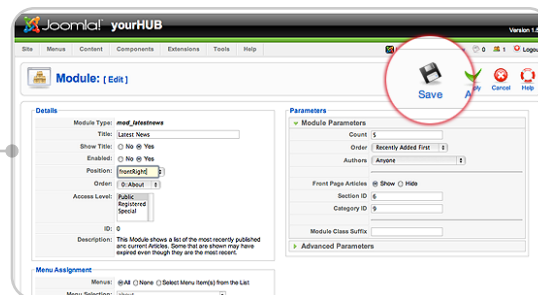 Joomla! yourHUB
Version 1.5
Site Menus Content Components Extensions Tools Help
0 1 Logou
Module: [ Edit ]
Save
Cancel Help
Details
Module Type: mod_latestnews
Title: Latest News
Show Title: No Yes
Enabled: No Yes
Position: frontRight
Order: 0::About
Access Level: Public
Registered
Special
ID: 0
Description: This Module shows a list of the most recently published
and current Articles. Some that are shown may have
expired even though they are the most recent.
Menu Assignment
Menus: All None Select Menu Item(s) from the List
Menu Selection:
Parameters
Module Parameters
Count 5
Order Recently Added First
Authors Anyone
Front Page Articles Show Hide
Section ID 6
Category ID 9
Module Class Suffix
Advanced Parameters